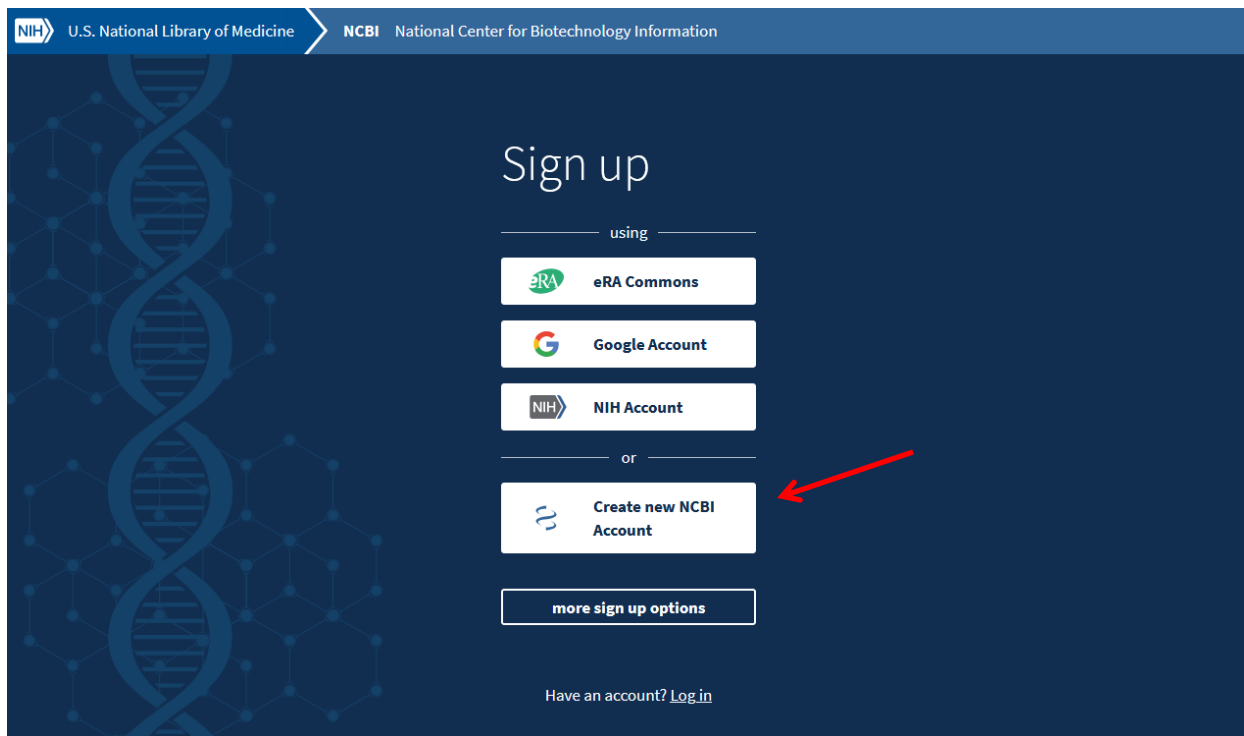 NIH U.S. National Library of Medicine NCBI National Center for Biotechnology Information
Sign up
using
eRA eRA Commons
G Google Account
NIH NIH Account
or
Create new NCBI
Account
more sign up options
Have an account? Log in